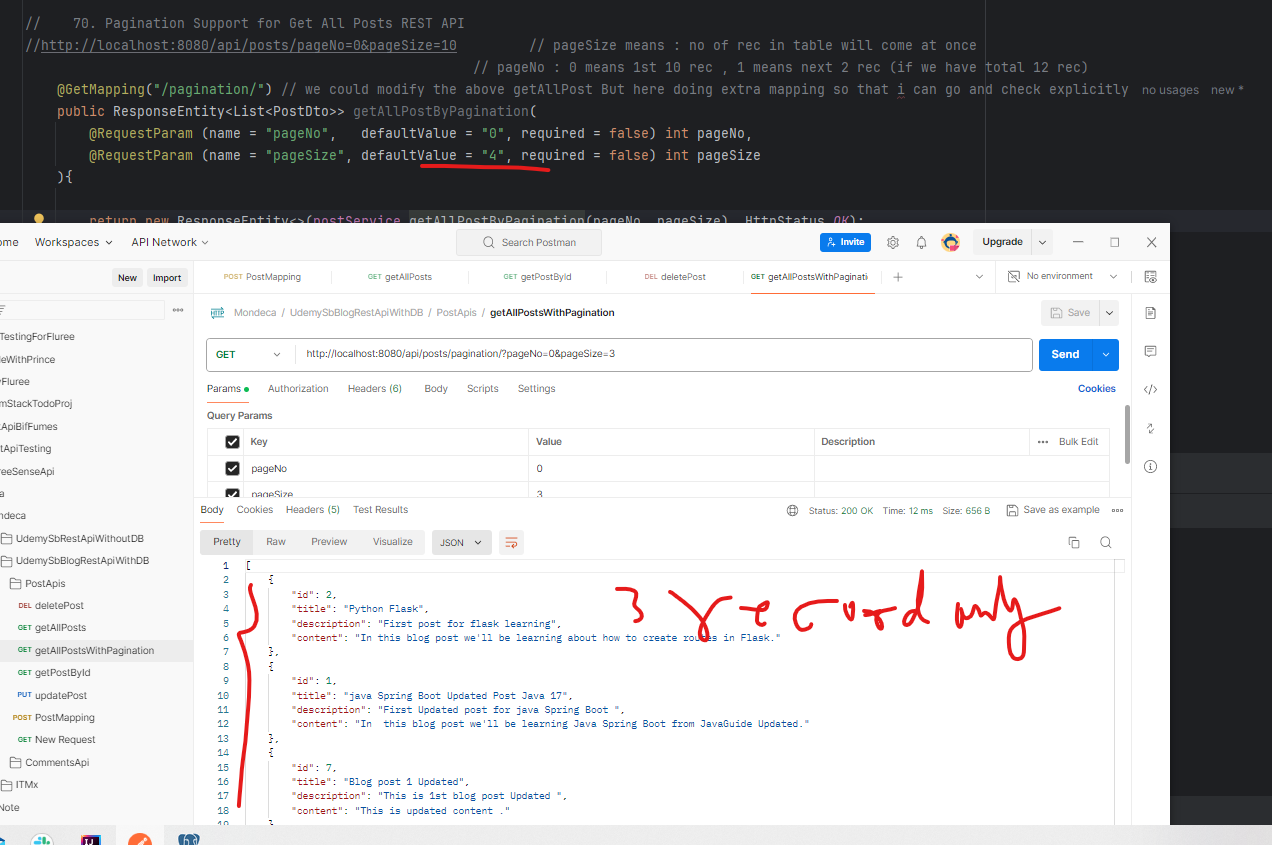 // 70. Pagination Support for Get All Posts REST API
//http://localhost:8080/api/posts/pageNo=0&pageSize=10 // pageSize means : no of rec in table will come at once
// pageNo : 0 means 1st 10 rec , 1 means next 2 rec (if we have total 12 rec)
@GetMapping("/pagination/") // we could modify the above getAllPost But here doing extra mapping so that i can go and check explicitly no usages new *
public ResponseEntity<List<PostDto>> getAllPostByPagination(
@RequestParam (name = "pageNo", defaultValue = "0", required = false) int pageNo,
@RequestParam (name = "pageSize", defaultValue = "4", required = false) int pageSize
){
return new ResponseEntity<>(postService.getAllPostByPagination(pageNo, pageSize), HttpStatus.OK);
ome Workspaces API Network Search Postman Invite Upgrade
New Import POST PostMapping GET getAllPosts GET getPostById DEL deletePost GET getAllPostsWithPaginati No environment
Mondeca / UdemySbBlogRestApiWithDB / PostApis / getAllPostsWithPagination Save
TestingForFluree
GET http://localhost:8080/api/posts/pagination/?pageNo=0&pageSize=3 Send
eWithPrince
yFluree
Params Authorization Headers (6) Body Scripts Settings Cookies
mStackTodoProj
Query Params
tApiBifFumes
Key Value Description Bulk Edit
tApiTesting
pageNo 0
eeSenseApi
pageSize 3
a
Body Cookies Headers (5) Test Results Status: 200 OK Time: 12 ms Size: 656 B Save as example
ndeca
UdemySbRestApiWithoutDB
Pretty Raw Preview Visualize JSON
UdemySbBlogRestApiWithDB
PostApis
DEL deletePost
GET getAllPosts
GET getAllPostsWithPagination
GET getPostById
PUT updatePost
POST PostMapping
GET New Request
CommentsApi
ITMx
Note
1 [
2 {
3 "id": 2,
4 "title": "Python Flask",
5 "description": "First post for flask learning",
6 "content": "In this blog post we'll be learning about how to create routes in Flask."
7 },
8 {
9 "id": 1,
10 "title": "java Spring Boot Updated Post Java 17",
11 "description": "First Updated post for java Spring Boot ",
12 "content": "In  this blog post we'll be learning Java Spring Boot from JavaGuide Updated."
13 },
14 {
15 "id": 7,
16 "title": "Blog post 1 Updated",
17 "description": "This is 1st blog post Updated ",
18 "content": "This is updated content ."
19 }
3 record only